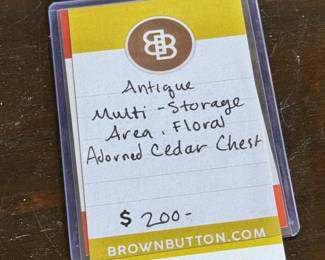 BB
Antique
Multi-Storage
Area. Floral
Adorned Cedar Chest
$200-
BROWNBUTTON.COM